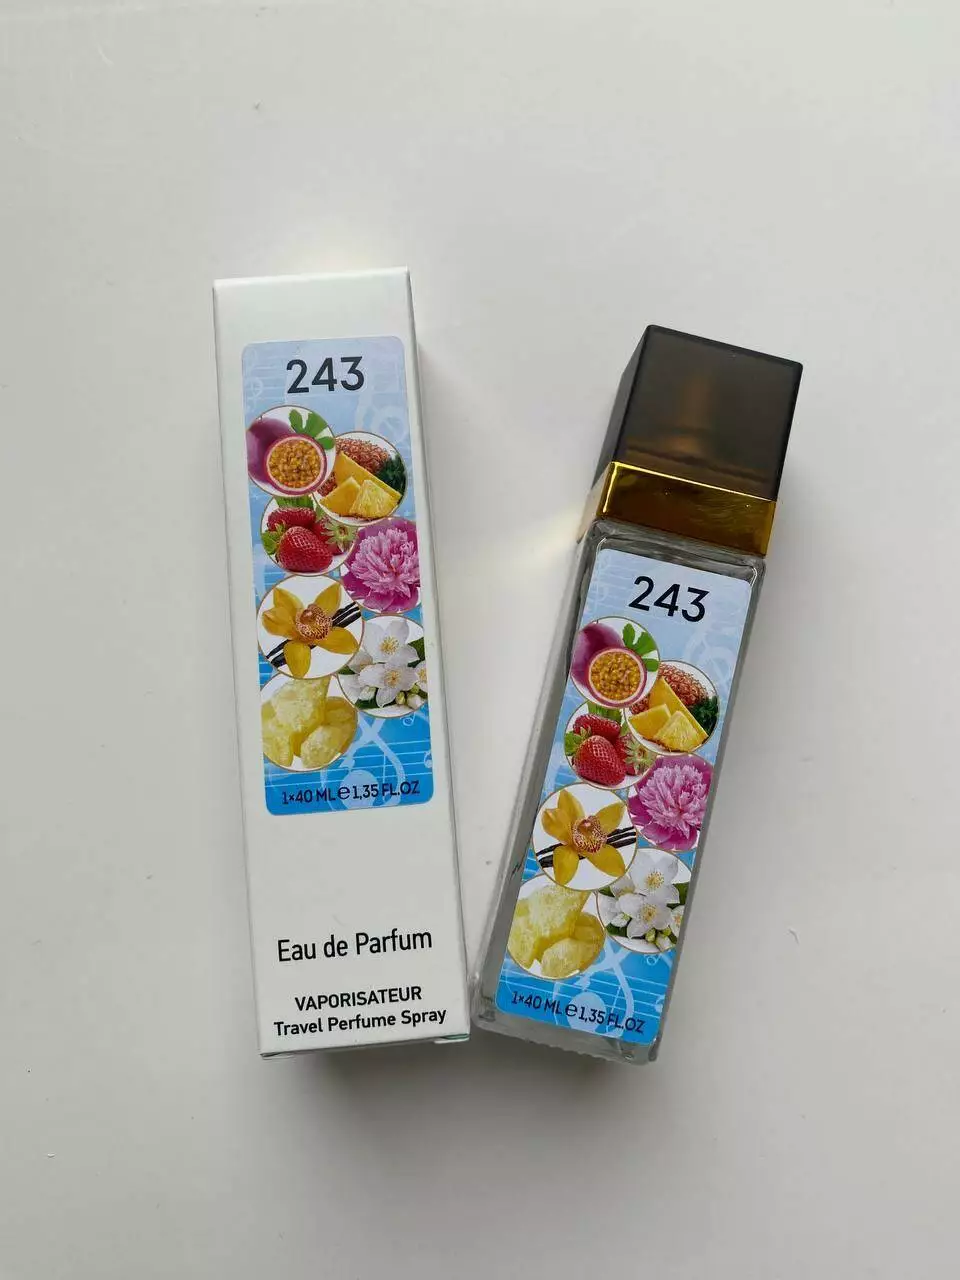 243
1×40 ML℮1,35 FL.OZ
Eau de Parfum
VAPORISATEUR
Travel Perfume Spray
243
1×40 ML℮1,35 FL.OZ